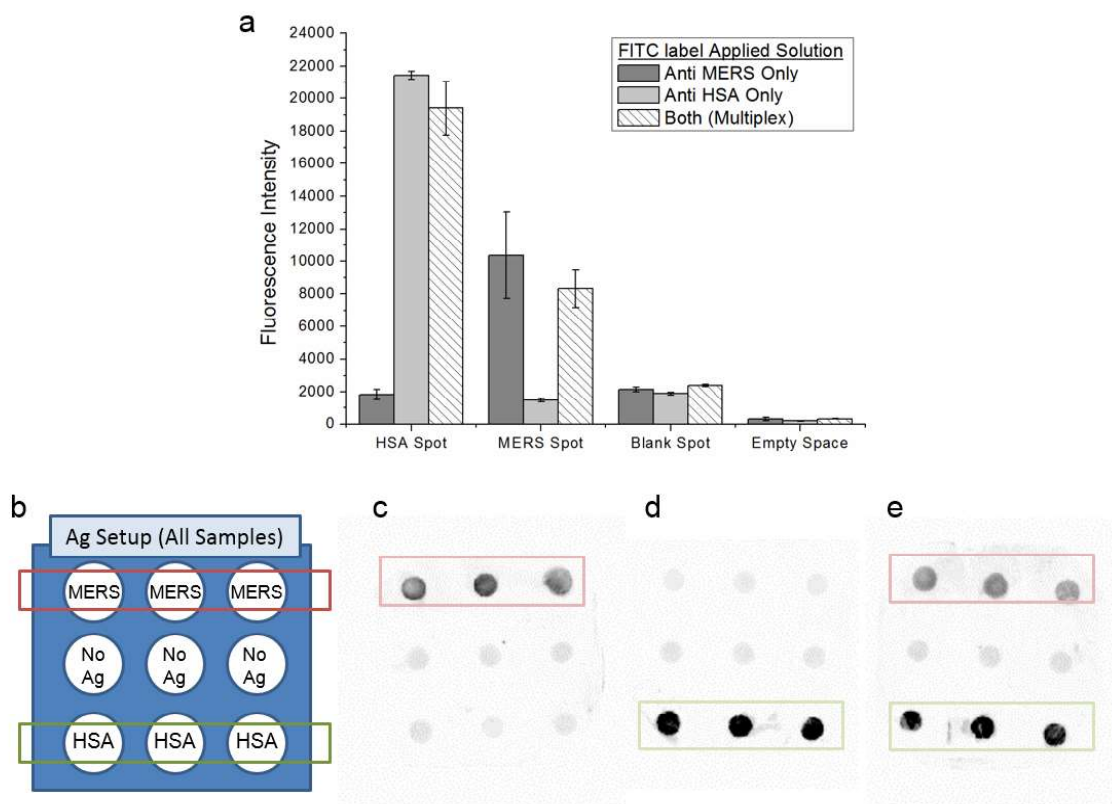 a
FITC label Applied Solution
Anti MERS Only
Anti HSA Only
Both (Multiplex)
Fluorescence Intensity
22000
20000
18000
16000
14000
12000
10000
8000
6000
4000
2000
0
24000
HSA Spot
MERS Spot
Blank Spot
Empty Space
b
Ag Setup (All Samples)
MERS MERS MERS
No No No
Ag Ag Ag
HSA HSA HSA
c
d
e